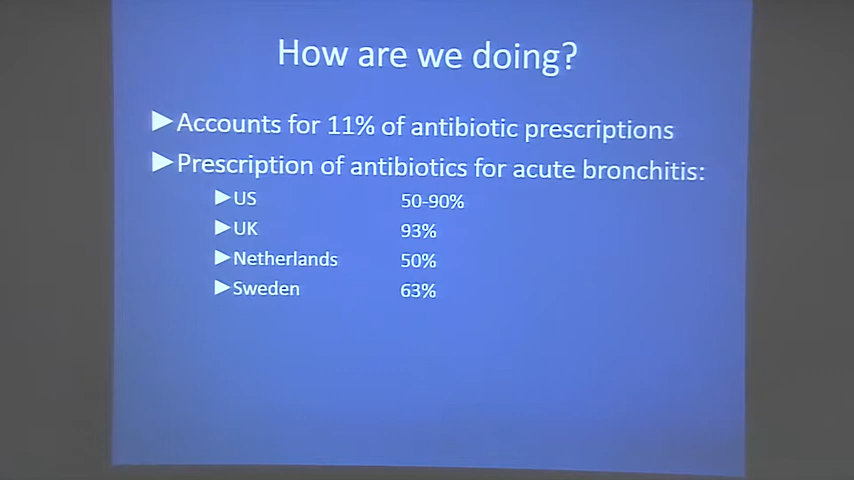 How are we doing?
►Accounts for 11% of antibiotic prescriptions
►Prescription of antibiotics for acute bronchitis:
►US 50-90%
►UK 93%
►Netherlands 50%
►Sweden 63%